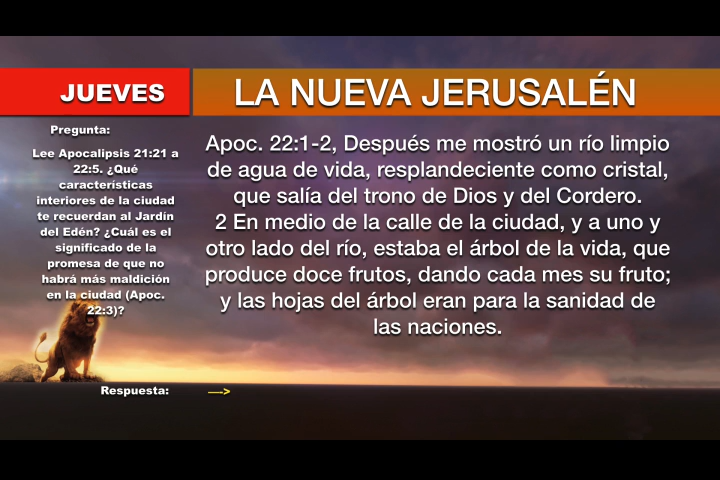 JUEVES
LA NUEVA JERUSALÉN
Pregunta:
Lee Apocalipsis 21:21 a
22:5. ¿Qué
características
interiores de la ciudad
te recuerdan al Jardín
del Edén? ¿Cuál es el
significado de la
promesa de que no
habrá más maldición
en la ciudad (Apoc.
22:3)?
Apoc. 22:1-2, Después me mostró un río limpio
de agua de vida, resplandeciente como cristal,
que salía del trono de Dios y del Cordero.
2 En medio de la calle de la ciudad, y a uno y
otro lado del río, estaba el árbol de la vida, que
produce doce frutos, dando cada mes su fruto;
y las hojas del árbol eran para la sanidad de
las naciones.
Respuesta: —->